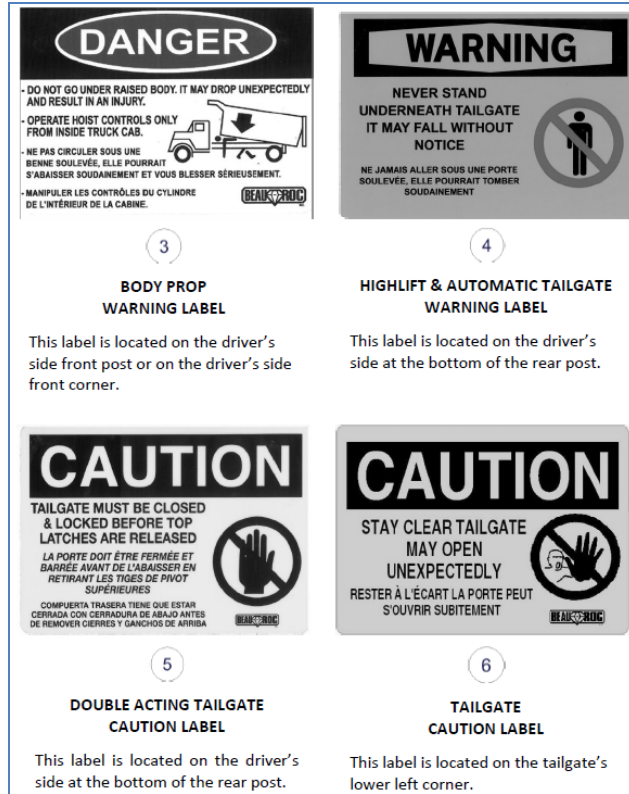 DANGER
- DO NOT GO UNDER RAISED BODY. IT MAY DROP UNEXPECTEDLY
AND RESULT IN AN INJURY.
- OPERATE HOIST CONTROLS ONLY
FROM INSIDE TRUCK CAB.
- NE PAS CIRCULER SOUS UNE
BENNE SOULEVÉE, ELLE POURRAIT
S'ABAISSER SOUDAINEMENT ET VOUS BLESSER SÉRIEUSEMENT.
- MANIPULER LES CONTRÔLES DU CYLINDRE
DE L'INTÉRIEUR DE LA CABINE.
BEAU ROC
3
BODY PROP
WARNING LABEL
This label is located on the driver's
side front post or on the driver's side
front corner.
WARNING
NEVER STAND
UNDERNEATH TAILGATE
IT MAY FALL WITHOUT
NOTICE
NE JAMAIS ALLER SOUS UNE PORTE
SOULEVÉE, ELLE POURRAIT TOMBER
SOUDAINEMENT
4
HIGHLIFT & AUTOMATIC TAILGATE
WARNING LABEL
This label is located on the driver's
side at the bottom of the rear post.
CAUTION
TAILGATE MUST BE CLOSED
& LOCKED BEFORE TOP
LATCHES ARE RELEASED
LA PORTE DOIT ÊTRE FERMÉE ET
BARRÉE AVANT DE L'ABAISSER EN
RETIRANT LES TIGES DE PIVOT
SUPÉRIEURES
COMPUERTA TRASERA TIENE QUE ESTAR
CERRADA CON CERRADURA DE ABAJO ANTES
DE REMOVER CIERRES Y GANCHOS DE ARRIBA
BEAU ROC
5
DOUBLE ACTING TAILGATE
CAUTION LABEL
This label is located on the driver's
side at the bottom of the rear post.
CAUTION
STAY CLEAR TAILGATE
MAY OPEN
UNEXPECTEDLY
RESTER À L'ÉCART LA PORTE PEUT
S'OUVRIR SUBITEMENT
BEAU ROC
6
TAILGATE
CAUTION LABEL
This label is located on the tailgate's
lower left corner.